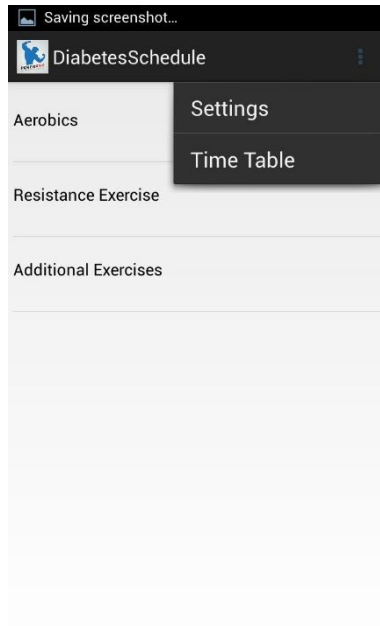 Saving screenshot...
DiabetesSchedule
Settings
Aerobics
Time Table
Resistance Exercise
Additional Exercises